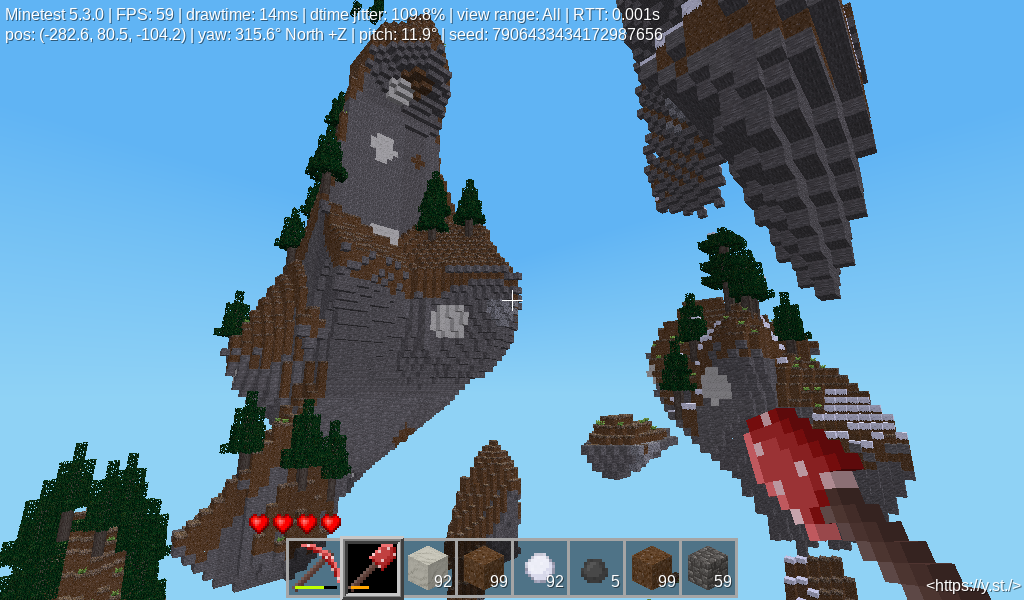 Minetest 5.3.0 | FPS: 59 | drawtime: 14ms | dtime jitter: 109.8% | view range: All | RTT: 0.001s
pos: (-282.6, 80.5, -104.2) | yaw: 315.6° North +Z | pitch: 11.9° | seed: 7906433434172987656
92 99 92 5 99 59
<https://y.st./>